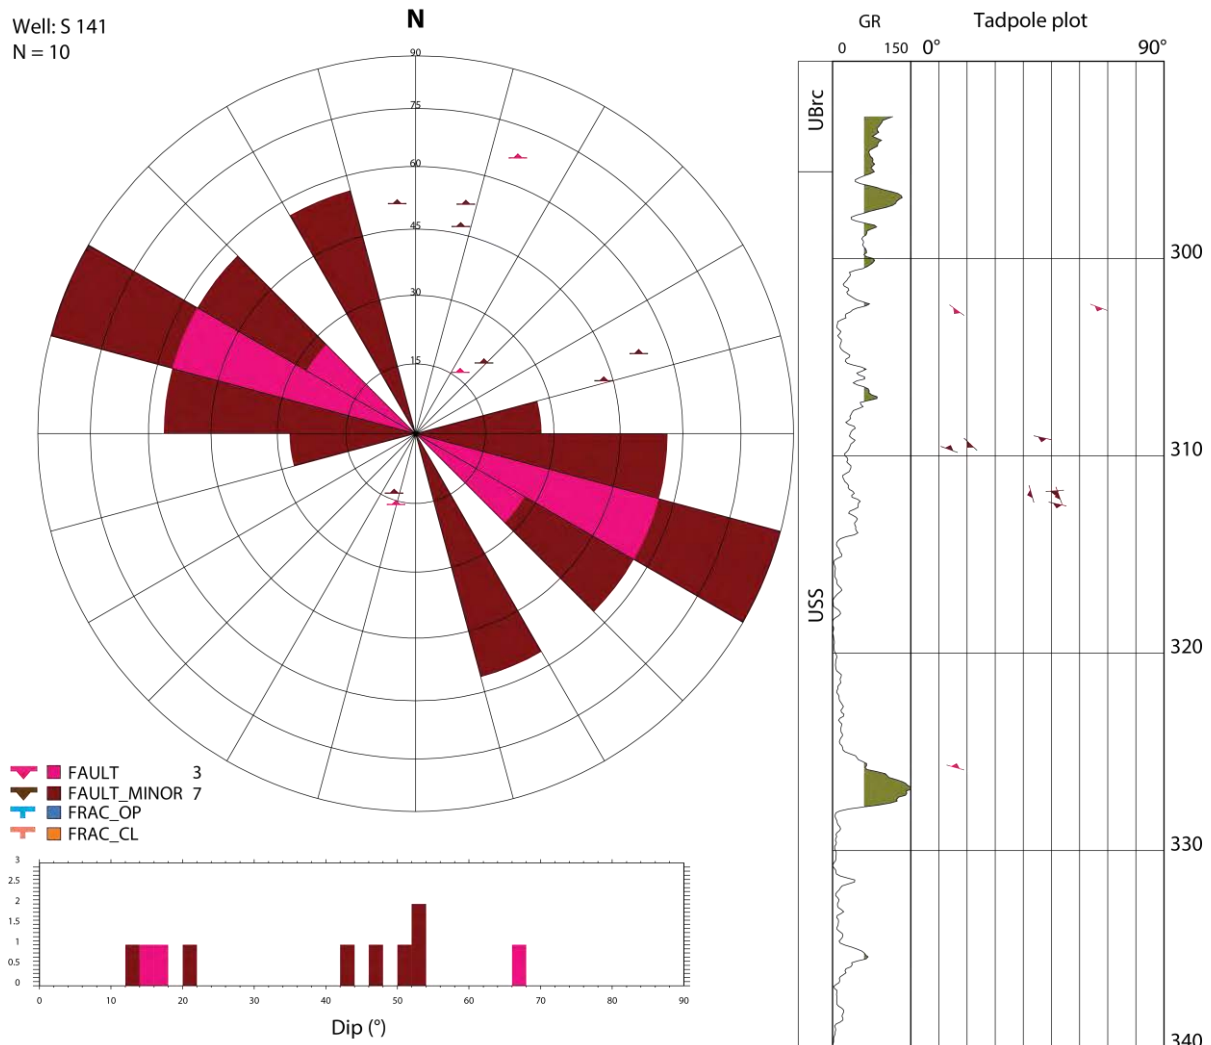 Well: S 141
N = 10
N
90
75
60
45
30
15
FAULT 3
FAULT_MINOR 7
FRAC_OP
FRAC_CL
3
2.5
2
1.5
1
0.5
0
0 10 20 30 40 50 60 70 80 90
Dip (°)
GR Tadpole plot
0 150 0° 90°
UBrc
USS
300
310
320
330
340